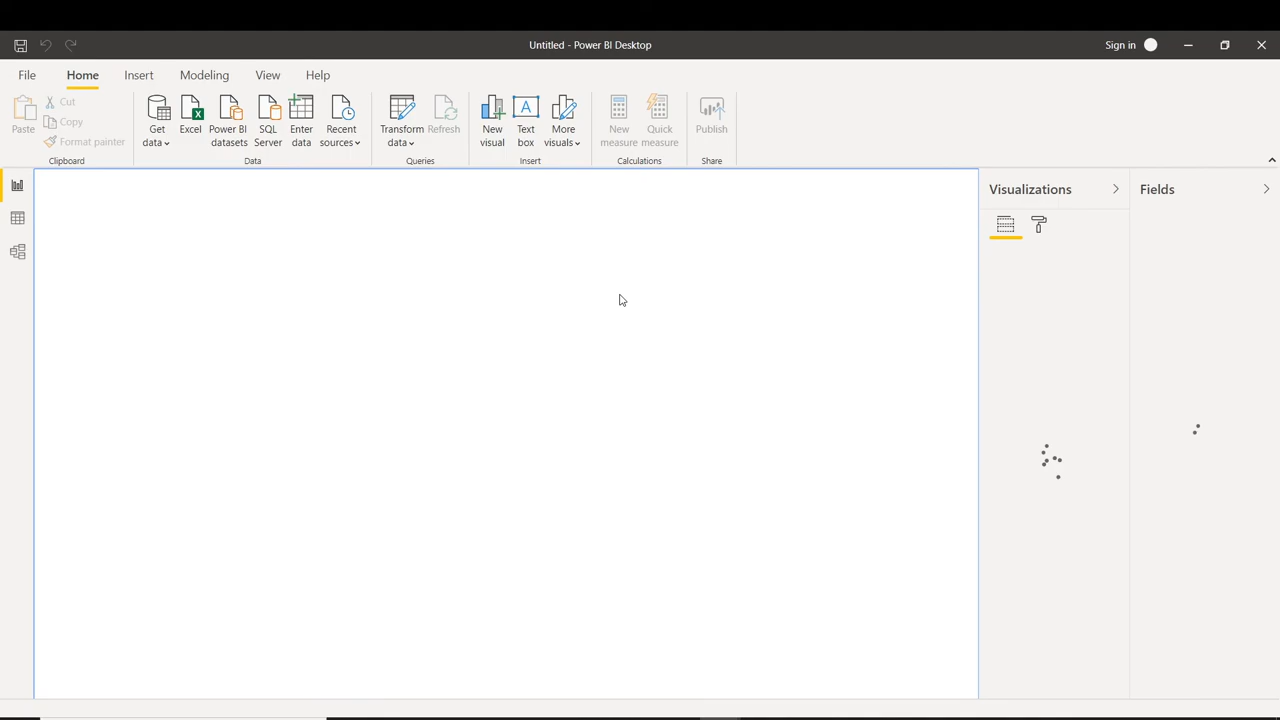 Untitled - Power BI Desktop
Sign in
File Home Insert Modeling View Help
Paste
Cut
Copy
Format painter
Clipboard
Get data
Excel
Power BI datasets
SQL Server
Enter data
Recent sources
Data
Transform data
Refresh
Queries
New visual
Text box
More visuals
Insert
New measure
Quick measure
Calculations
Publish
Share
Visualizations
Fields